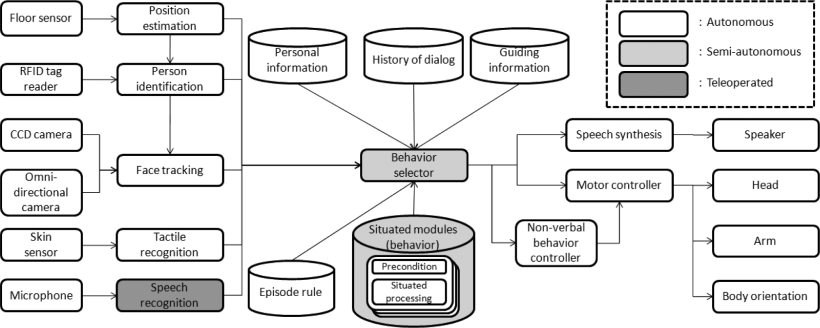 Floor sensor
Position
estimation
RFID tag
reader
Person
identification
CCD camera
Omni-
directional
camera
Face tracking
Skin
sensor
Tactile
recognition
Microphone
Speech
recognition
Personal
information
History of dialog
Guiding
information
Behavior
selector
Episode rule
Situated modules
(behavior)
Precondition
Situated
processing
: Autonomous
: Semi-autonomous
: Teleoperated
Speech synthesis
Speaker
Motor controller
Head
Non-verbal
behavior
controller
Arm
Body orientation